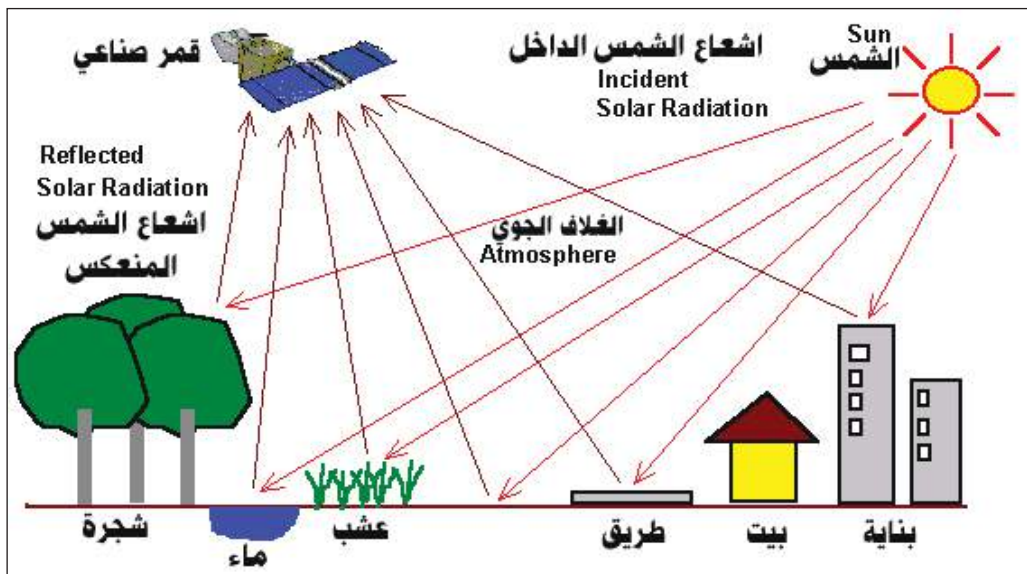 قمر صناعي
اشعاع الشمس الداخل
Incident
Solar Radiation
Sun
الشمس
Reflected
Solar Radiation
اشعاع الشمس
المنعكس
الغلاف الجوي
Atmosphere
شجرة
ماء
عشب
طريق
بيت
بناية